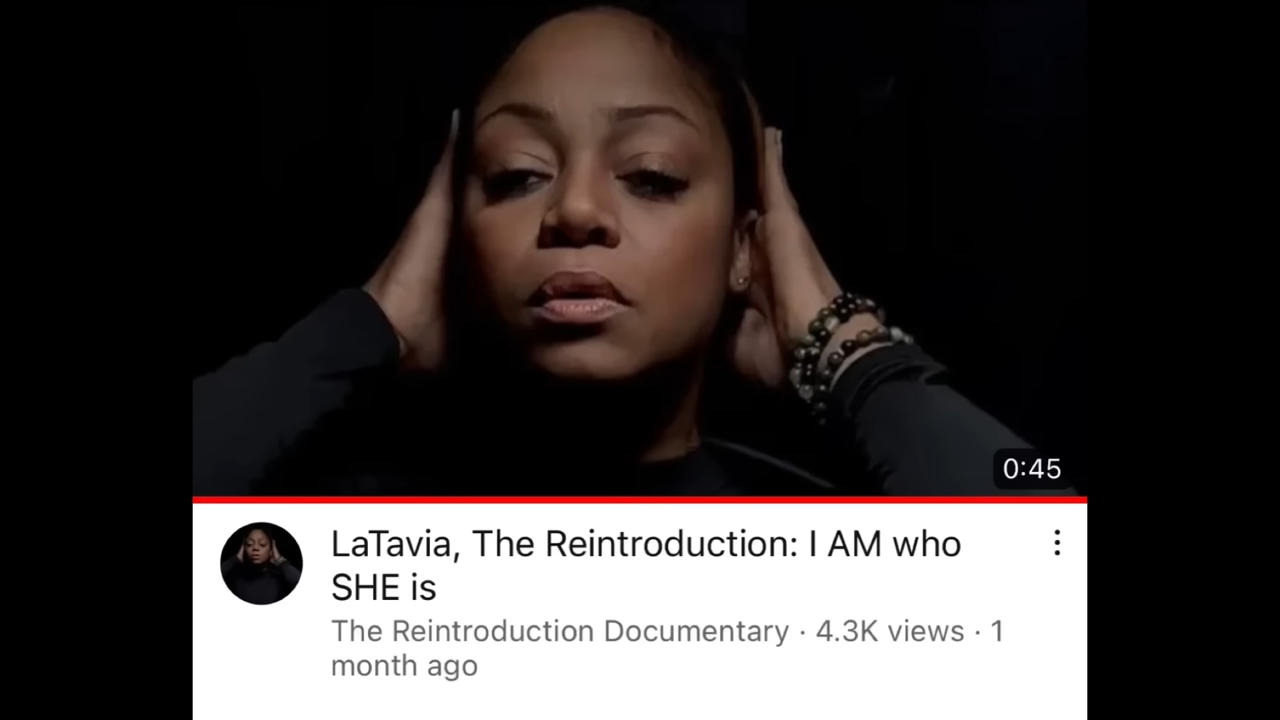 0:45
LaTavia, The Reintroduction: I AM who
SHE is
The Reintroduction Documentary · 4.3K views · 1
month ago